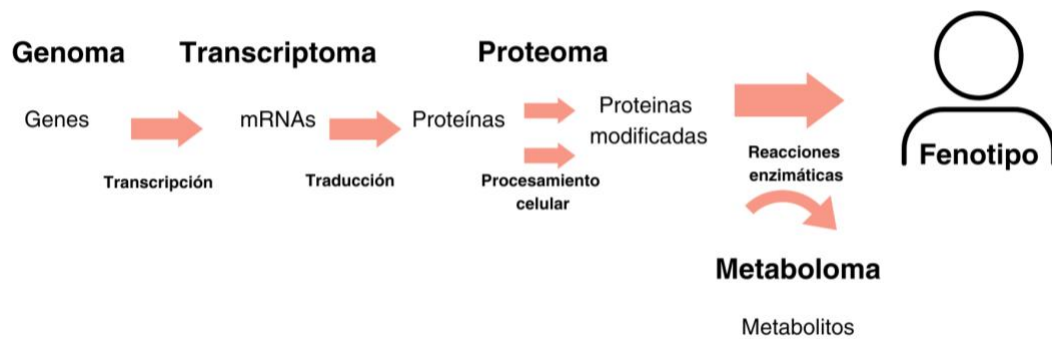 Genoma
Transcriptoma
Proteoma
Genes
mRNAs
Proteínas
Proteinas
modificadas
Transcripción
Traducción
Procesamiento
celular
Reacciones
enzimáticas
Fenotipo
Metaboloma
Metabolitos